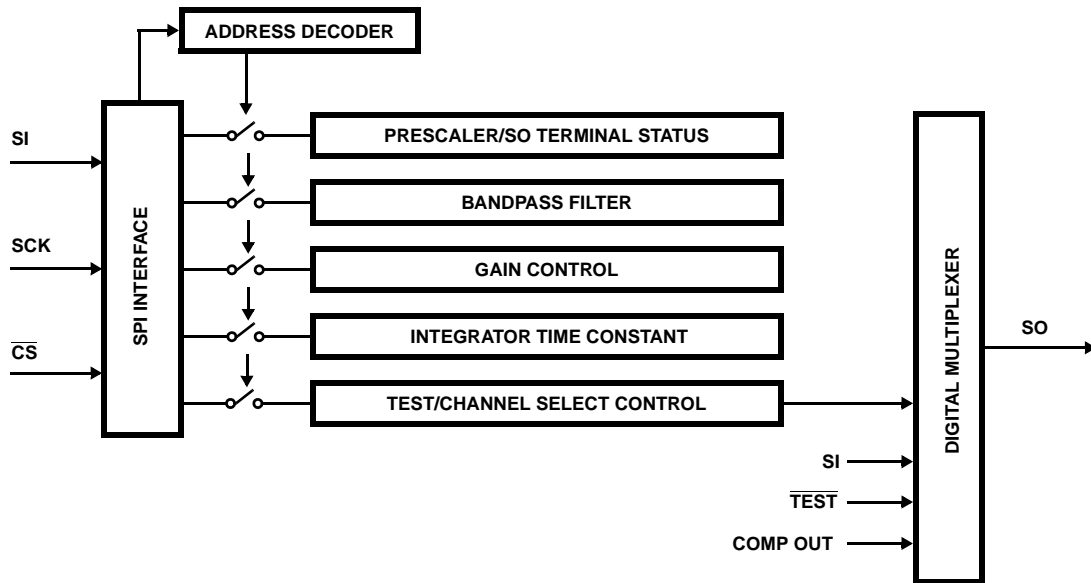 ADDRESS DECODER
SI
SCK
CS
SPI INTERFACE
PRESCALER/SO TERMINAL STATUS
BANDPASS FILTER
GAIN CONTROL
INTEGRATOR TIME CONSTANT
TEST/CHANNEL SELECT CONTROL
SI
TEST
COMP OUT
DIGITAL MULTIPLEXER
SO